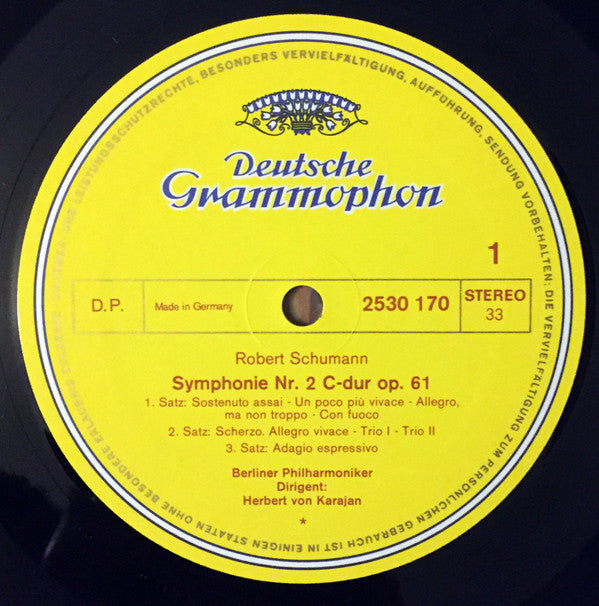 Deutsche
Grammophon
1
D.P.
Made in Germany
2530 170
STEREO
33
Robert Schumann
Symphonie Nr. 2 C-dur op. 61
1. Satz: Sostenuto assai - Un poco più vivace - Allegro,
ma non troppo - Con fuoco
2. Satz: Scherzo. Allegro vivace - Trio I - Trio II
3. Satz: Adagio espressivo
Berliner Philharmoniker
Dirigent:
Herbert von Karajan
*
LEISTUNGSSCHUTZRECHTE, BESONDERS VERVIELFÄLTIGUNG, AUFFÜHRUNG, SENDUNG VORBEHALTEN; DIE VERVIELFÄLTIGUNG ZUM PERSÖNLICHEN GEBRAUCH IST IN EINIGEN STAATEN OHNE BESONDERE ERLAUBNIS